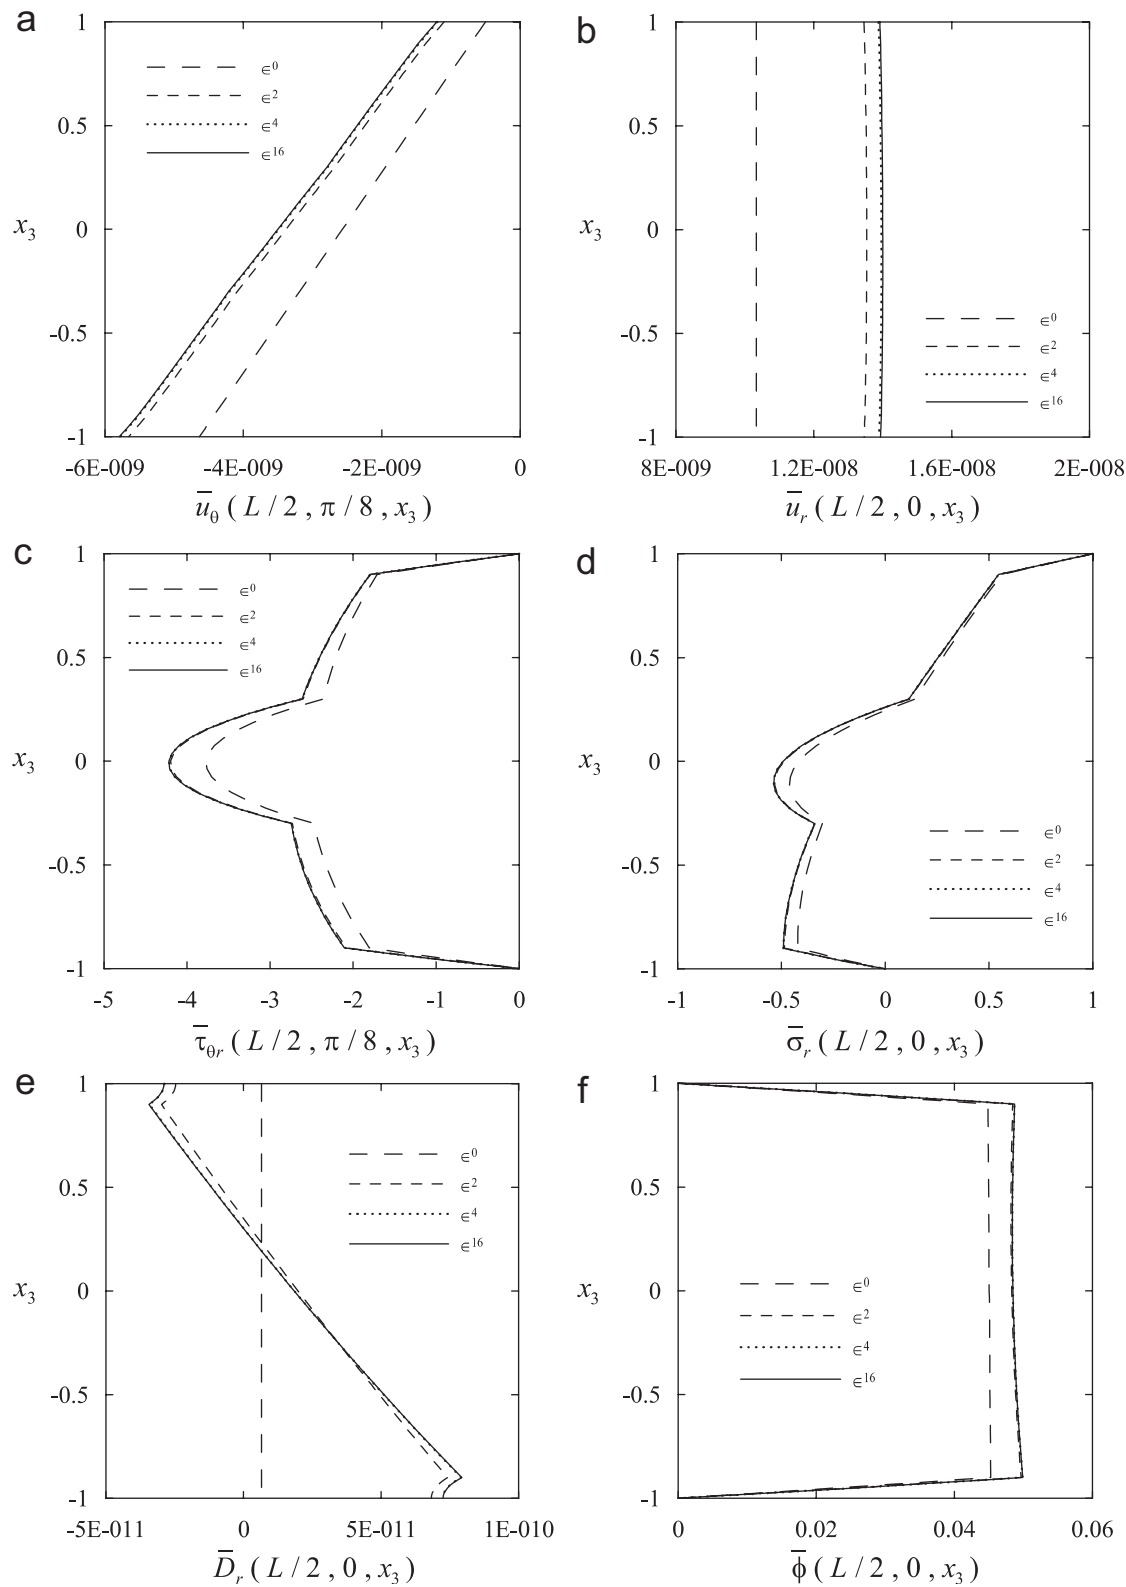 a
1
∈0
∈2
∈4
∈16
0.5
x3
0
-0.5
-1
-6E-009 -4E-009 -2E-009 0
u̅θ ( L / 2 , π / 8 , x3 )
b
1
0.5
x3
0
-0.5
∈0
∈2
∈4
∈16
-1
8E-009 1.2E-008 1.6E-008 2E-008
u̅r ( L / 2 , 0 , x3 )
c
1
∈0
∈2
∈4
∈16
0.5
x3
0
-0.5
-1
-5 -4 -3 -2 -1 0
τ̅θr ( L / 2 , π / 8 , x3 )
d
1
0.5
x3
0
-0.5
∈0
∈2
∈4
∈16
-1
-1 -0.5 0 0.5 1
σ̅r ( L / 2 , 0 , x3 )
e
1
∈0
∈2
∈4
∈16
0.5
x3
0
-0.5
-1
-5E-011 0 5E-011 1E-010
D̅r ( L / 2 , 0 , x3 )
f
1
0.5
x3
0
∈0
∈2
∈4
∈16
-0.5
-1
0 0.02 0.04 0.06
ϕ̅ ( L / 2 , 0 , x3 )